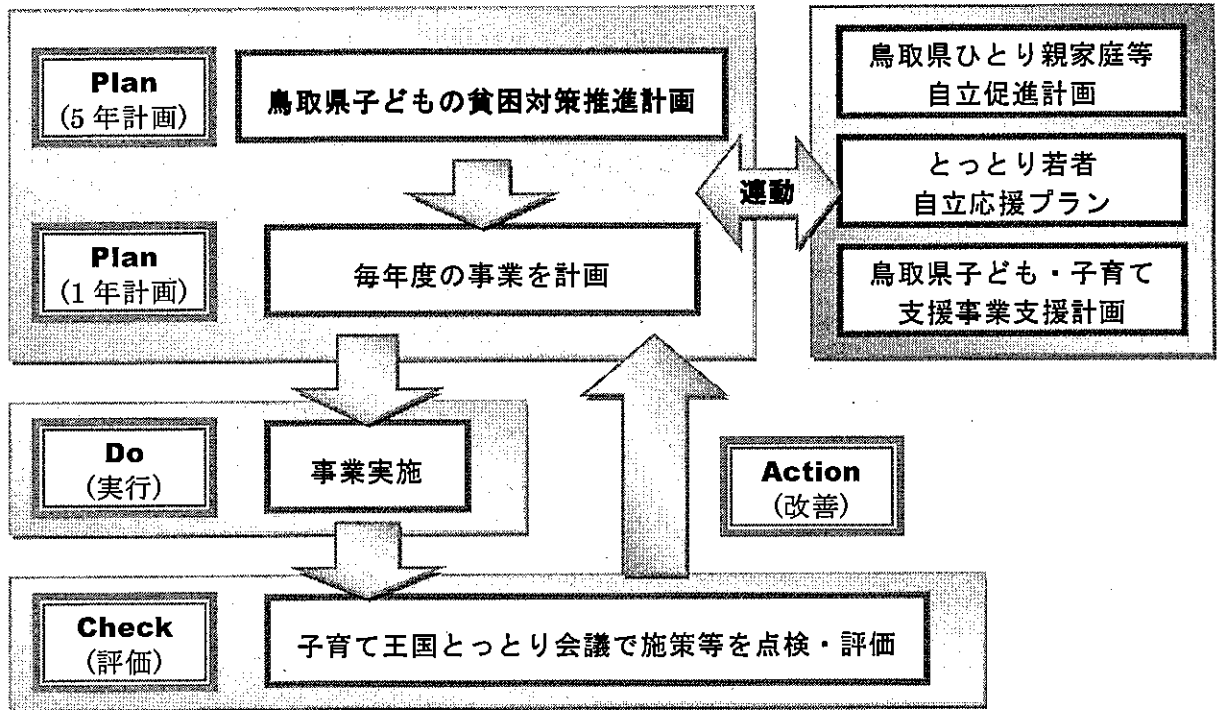 Plan
(5年計画)
鳥取県子どもの貧困対策推進計画
Plan
(1年計画)
毎年度の事業を計画
連動
鳥取県ひとり親家庭等
自立促進計画
とっとり若者
自立応援プラン
鳥取県子ども・子育て
支援事業支援計画
Do
(実行)
事業実施
Action
(改善)
Check
(評価)
子育て王国とっとり会議で施策等を点検・評価